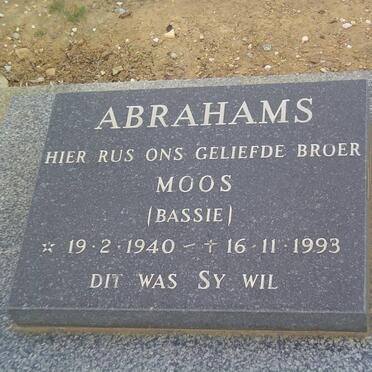 ABRAHAMS
HIER RUS ONS GELIEFDE BROER
MOOS
(BASSIE)
☆ 19·2·1940 – † 16·11·1993
DIT WAS SY WIL